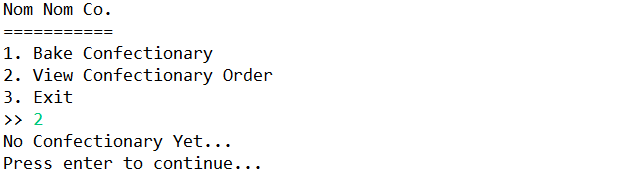 Nom Nom Co.
===========
1. Bake Confectionary
2. View Confectionary Order
3. Exit
>> 2
No Confectionary Yet...
Press enter to continue...